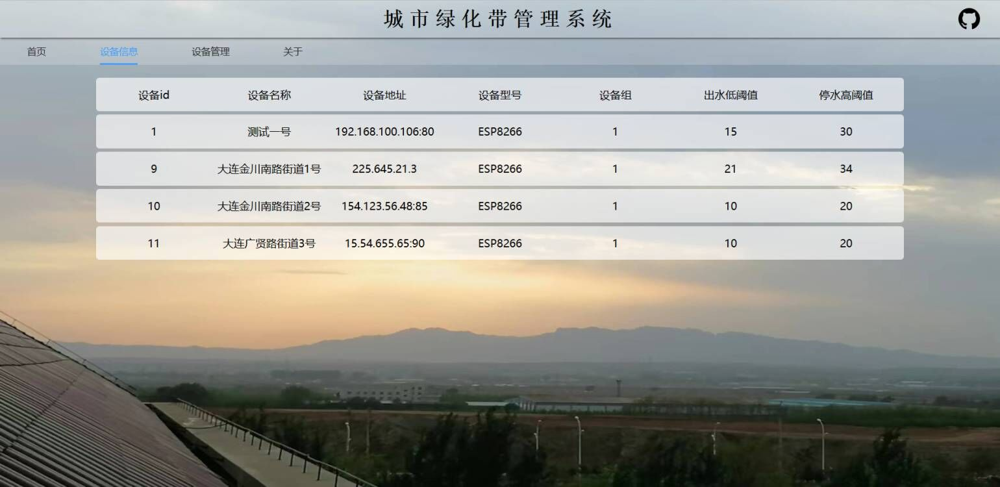 城市绿化带管理系统
首页 设备信息 设备管理 关于
设备id 设备名称 设备地址 设备型号 设备组 出水低阈值 停水高阈值
1 测试一号 192.168.100.106:80 ESP8266 1 15 30
9 大连金川南路街道1号 225.645.21.3 ESP8266 1 21 34
10 大连金川南路街道2号 154.123.56.48:85 ESP8266 1 10 20
11 大连广贤路街道3号 15.54.655.65:90 ESP8266 1 10 20